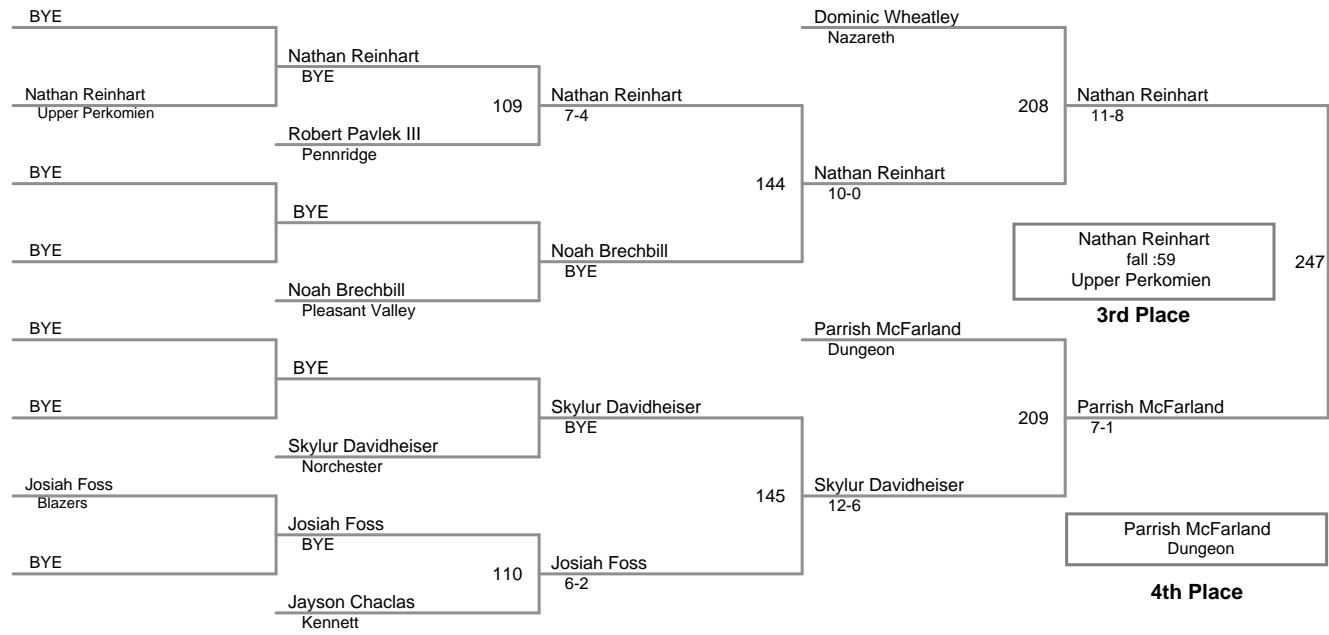 BYE
Nathan Reinhart
Upper Perkomien
BYE
BYE
BYE
BYE
Josiah Foss
Blazers
BYE
Nathan Reinhart
BYE
109
Robert Pavlek III
Pennridge
BYE
Noah Brechbill
Pleasant Valley
BYE
Skylur Davidheiser
Norchester
Josiah Foss
BYE
110
Jayson Chaclas
Kennett
Nathan Reinhart
7-4
144
Noah Brechbill
BYE
Skylur Davidheiser
BYE
145
Josiah Foss
6-2
Dominic Wheatley
Nazareth
208
Nathan Reinhart
10-0
Parrish McFarland
Dungeon
209
Skylur Davidheiser
12-6
Nathan Reinhart
11-8
Nathan Reinhart
fall :59
Upper Perkomien
247
3rd Place
Parrish McFarland
7-1
Parrish McFarland
Dungeon
4th Place